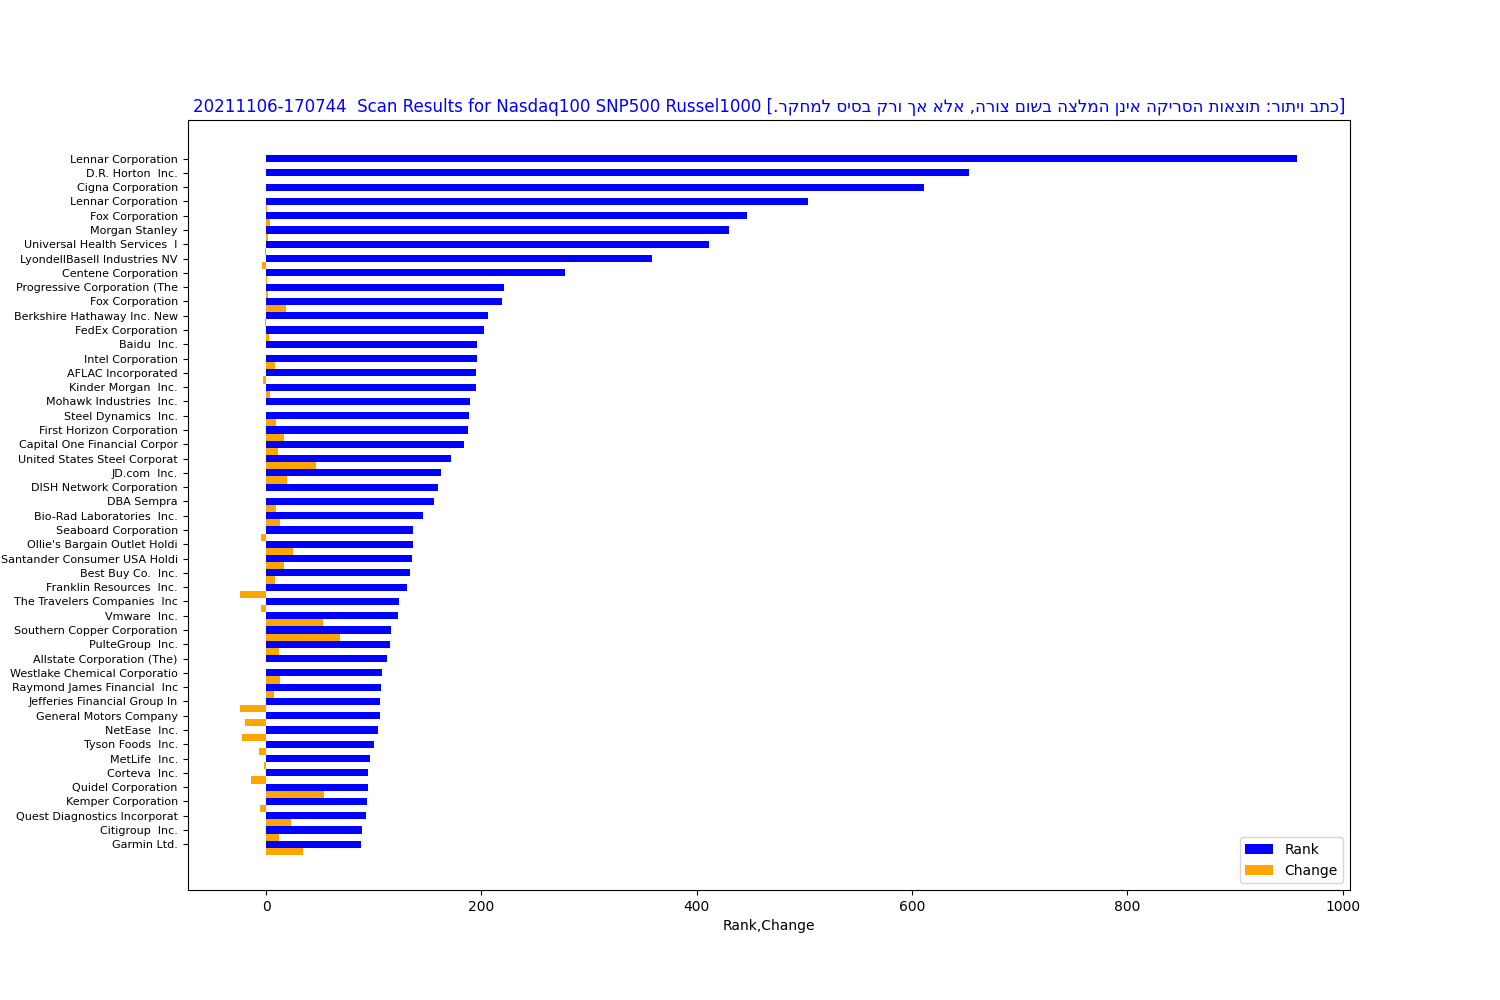 20211106-170744  Scan Results for Nasdaq100 SNP500 Russel1000 [כתב ויתור: תוצאות הסריקה אינן המלצה בשום צורה, אלא אך ורק בסיס למחקר.]
Lennar Corporation
D.R. Horton  Inc.
Cigna Corporation
Lennar Corporation
Fox Corporation
Morgan Stanley
Universal Health Services  I
LyondellBasell Industries NV
Centene Corporation
Progressive Corporation (The
Fox Corporation
Berkshire Hathaway Inc. New
FedEx Corporation
Baidu  Inc.
Intel Corporation
AFLAC Incorporated
Kinder Morgan  Inc.
Mohawk Industries  Inc.
Steel Dynamics  Inc.
First Horizon Corporation
Capital One Financial Corpor
United States Steel Corporat
JD.com  Inc.
DISH Network Corporation
DBA Sempra
Bio-Rad Laboratories  Inc.
Seaboard Corporation
Ollie's Bargain Outlet Holdi
Santander Consumer USA Holdi
Best Buy Co.  Inc.
Franklin Resources  Inc.
The Travelers Companies  Inc
Vmware  Inc.
Southern Copper Corporation
PulteGroup  Inc.
Allstate Corporation (The)
Westlake Chemical Corporatio
Raymond James Financial  Inc
Jefferies Financial Group In
General Motors Company
NetEase  Inc.
Tyson Foods  Inc.
MetLife  Inc.
Corteva  Inc.
Quidel Corporation
Kemper Corporation
Quest Diagnostics Incorporat
Citigroup  Inc.
Garmin Ltd.
Rank
Change
0 200 400 600 800 1000
Rank,Change